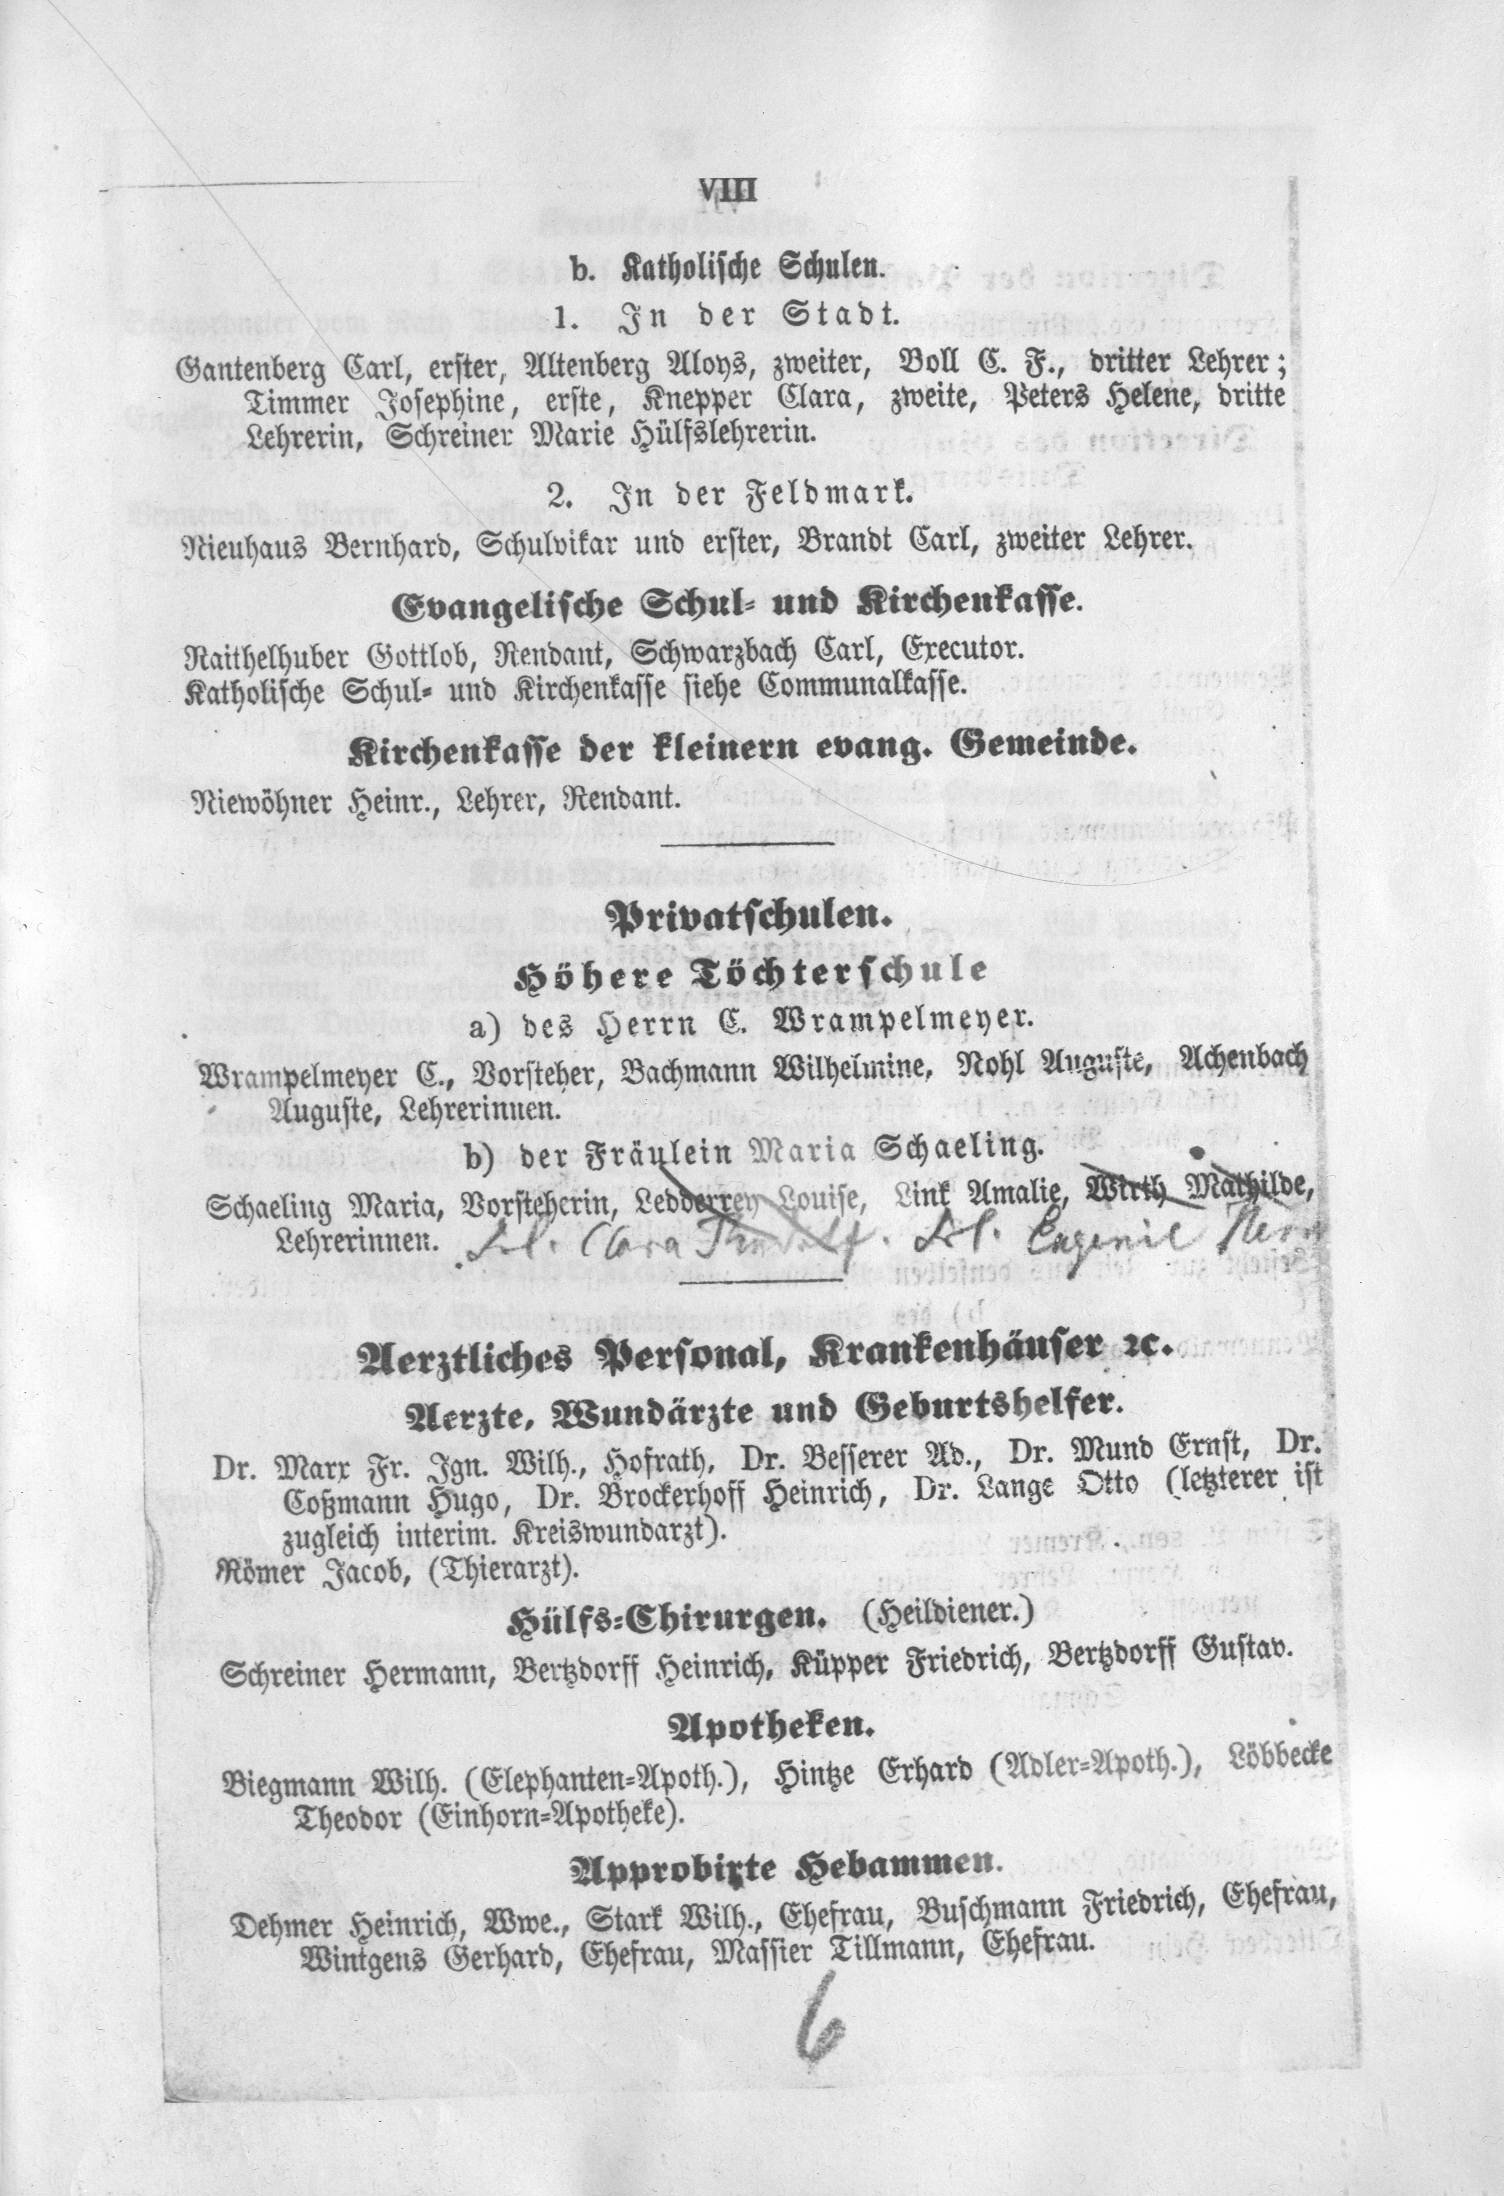 VIII
b. Katholische Schulen.
1. In der Stadt.
Gantenberg Carl, erster, Altenberg Aloys, zweiter, Boll C. F., dritter Lehrer;
Timmer Josephine, erste, Knepper Clara, zweite, Peters Helene, dritte
Lehrerin, Schreiner Marie Hülfslehrerin.
2. In der Feldmark.
Nieuhaus Bernhard, Schulvikar und erster, Brandt Carl, zweiter Lehrer.
Evangelische Schul- und Kirchenkasse.
Raithelhuber Gottlob, Rendant, Schwarzbach Carl, Executor.
Katholische Schul- und Kirchenkasse siehe Communalkasse.
Kirchenkasse der kleinern evang. Gemeinde.
Niewöhner Heinr., Lehrer, Rendant.
Privatschulen.
Höhere Töchterschule
a) des Herrn C. Wrampelmeyer.
Wrampelmeyer C., Vorsteher, Bachmann Wilhelmine, Nohl Auguste, Achenbach
Auguste, Lehrerinnen.
b) der Fräulein Maria Schaeling.
Schaeling Maria, Vorsteherin, Ledderrey Louise, Link Amalie, Wirth Mathilde,
Lehrerinnen. Frl. Clara Frl. Eugenie
Aerztliches Personal, Krankenhäuser ꝛc.
Aerzte, Wundärzte und Geburtshelfer.
Dr. Marx Fr. Ign. Wilh., Hofrath, Dr. Besserer Ad., Dr. Mund Ernst, Dr.
Coßmann Hugo, Dr. Brockerhoff Heinrich, Dr. Lange Otto (letzterer ist
zugleich interim. Kreiswundarzt).
Römer Jacob, (Thierarzt).
Hülfs-Chirurgen. (Heildiener.)
Schreiner Hermann, Bertzdorff Heinrich, Küpper Friedrich, Bertzdorff Gustav.
Apotheken.
Biegmann Wilh. (Elephanten-Apoth.), Hintze Erhard (Adler-Apoth.), Löbbecke
Theodor (Einhorn-Apotheke).
Approbirte Hebammen.
Dehmer Heinrich, Wwe., Stark Wilh., Ehefrau, Buschmann Friedrich, Ehefrau,
Wintgens Gerhard, Ehefrau, Massier Tillmann, Ehefrau.
6